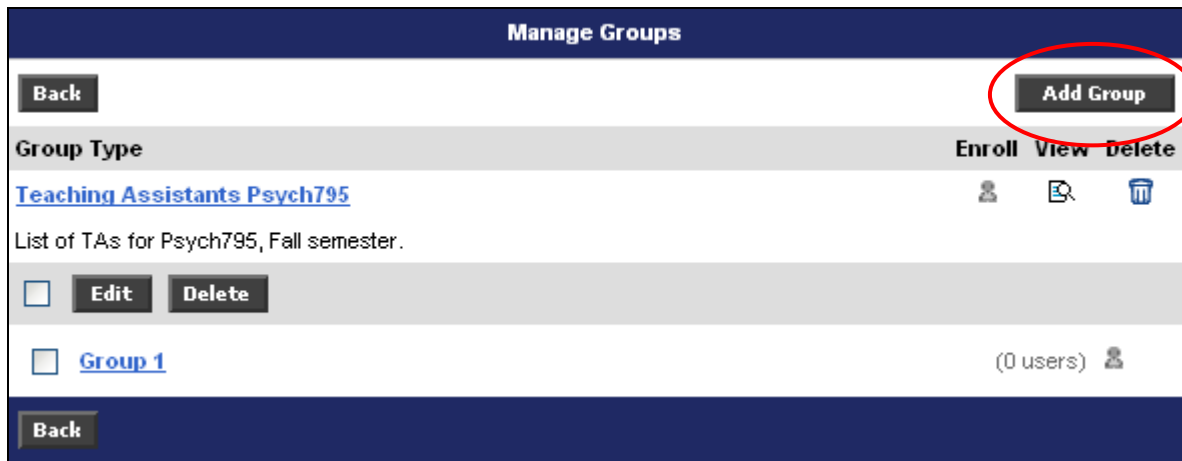 Manage Groups
Back Add Group
Group Type Enroll View Delete
Teaching Assistants Psych795
List of TAs for Psych795, Fall semester.
Edit Delete
Group 1 (0 users)
Back